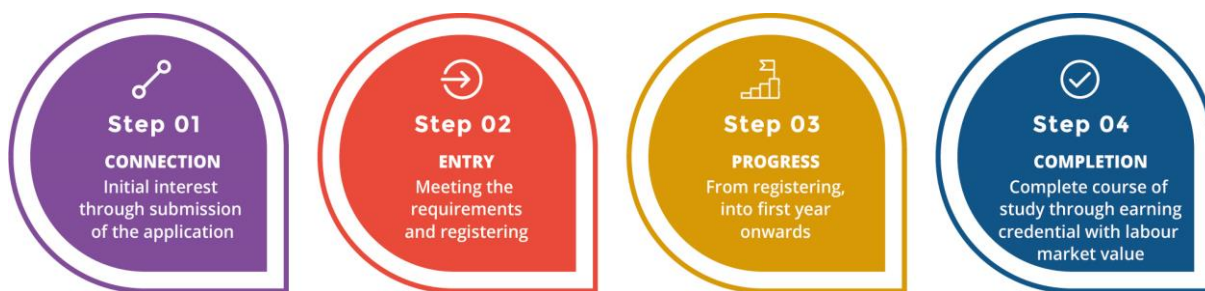 Step 01
CONNECTION
Initial interest
through submission
of the application
Step 02
ENTRY
Meeting the
requirements
and registering
Step 03
PROGRESS
From registering,
into first year
onwards
Step 04
COMPLETION
Complete course of
study through earning
credential with labour
market value